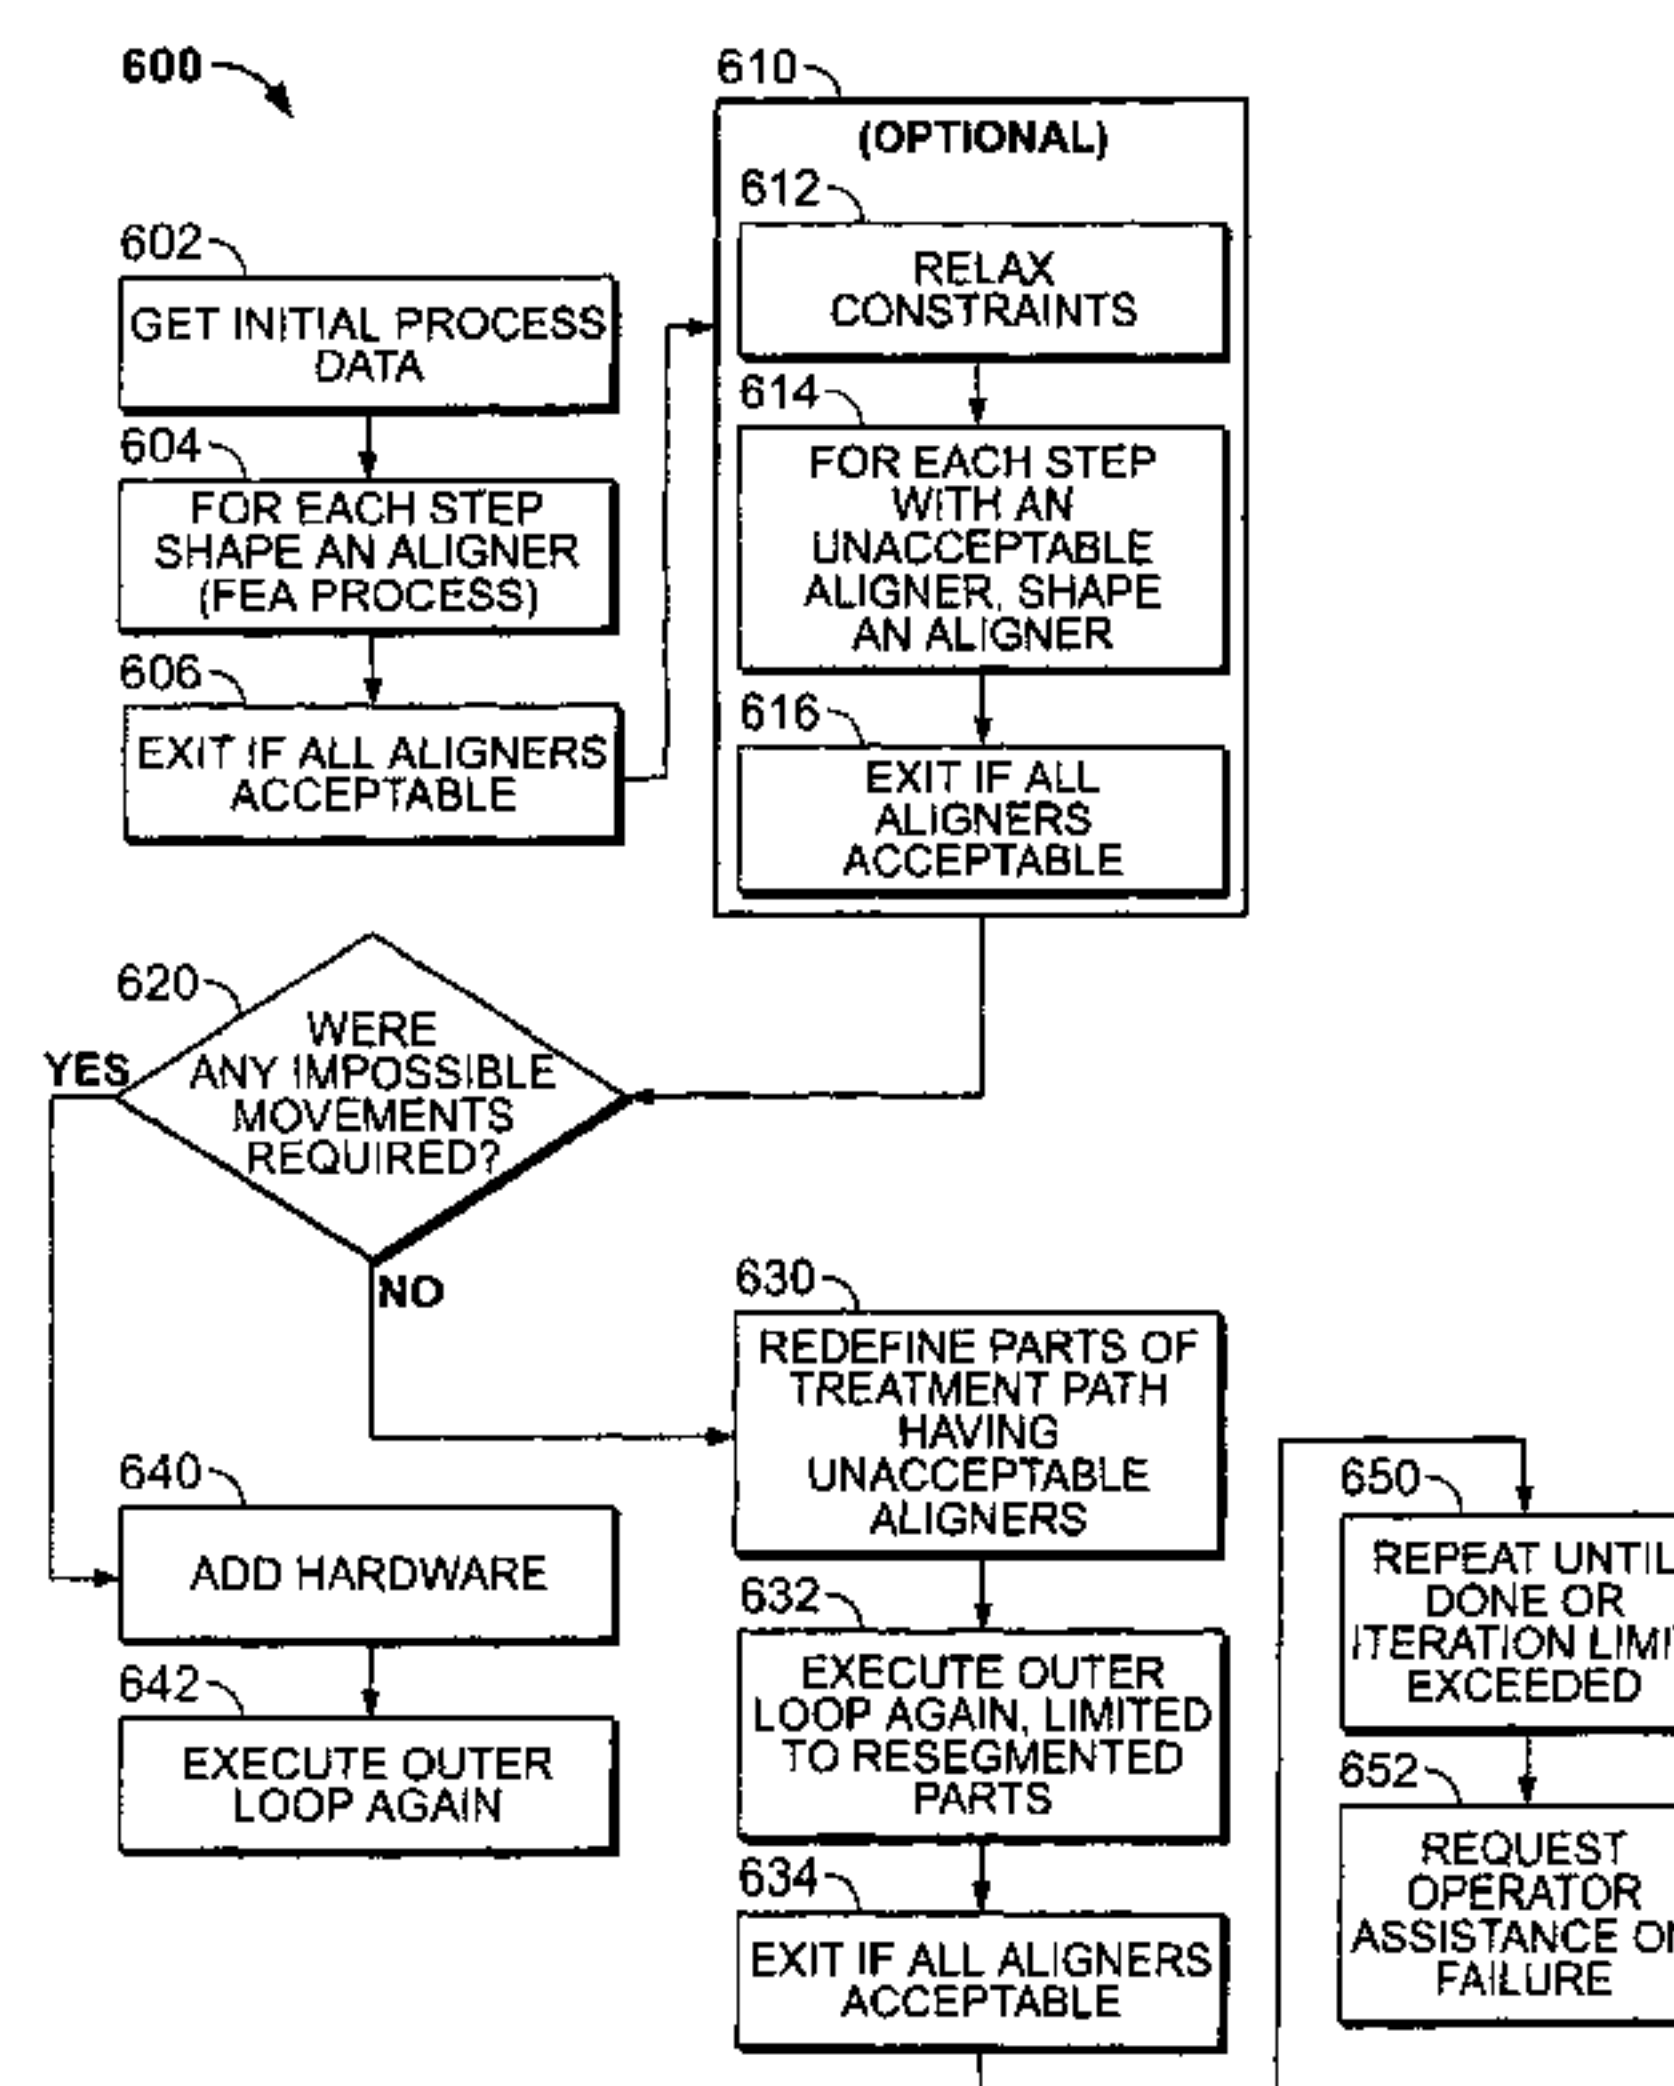 600
602
GET INITIAL PROCESS
DATA
604
FOR EACH STEP
SHAPE AN ALIGNER
(FEA PROCESS)
606
EXIT IF ALL ALIGNERS
ACCEPTABLE
610
(OPTIONAL)
612
RELAX
CONSTRAINTS
614
FOR EACH STEP
WITH AN
UNACCEPTABLE
ALIGNER, SHAPE
AN ALIGNER
616
EXIT IF ALL
ALIGNERS
ACCEPTABLE
620
WERE
ANY IMPOSSIBLE
MOVEMENTS
REQUIRED?
YES
NO
640
ADD HARDWARE
642
EXECUTE OUTER
LOOP AGAIN
630
REDEFINE PARTS OF
TREATMENT PATH
HAVING
UNACCEPTABLE
ALIGNERS
632
EXECUTE OUTER
LOOP AGAIN, LIMITED
TO RESEGMENTED
PARTS
634
EXIT IF ALL ALIGNERS
ACCEPTABLE
650
REPEAT UNTIL
DONE OR
ITERATION
EXCEEDED
652
REQUEST
OPERATOR
ASSISTANCE
FAILURE